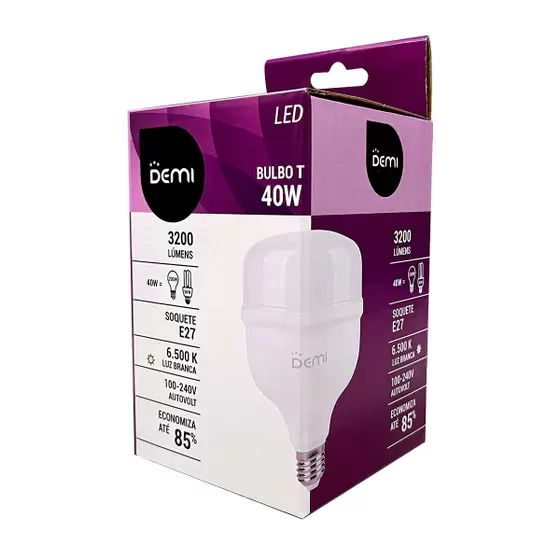 LED
DEMI
BULBO T
40W
3200
LÚMENS
40W =
SOQUETE
E27
6.500 K
LUZ BRANCA
100-240V
AUTOVOLT
ECONOMIZA
ATÉ 85%
DEMI
DEMI
3200
LÚMENS
40W =
SOQUETE
E27
6.500K
LUZ BRANCA
100-240V
AUTOVOLT
ECONOMIZA
ATÉ 85%